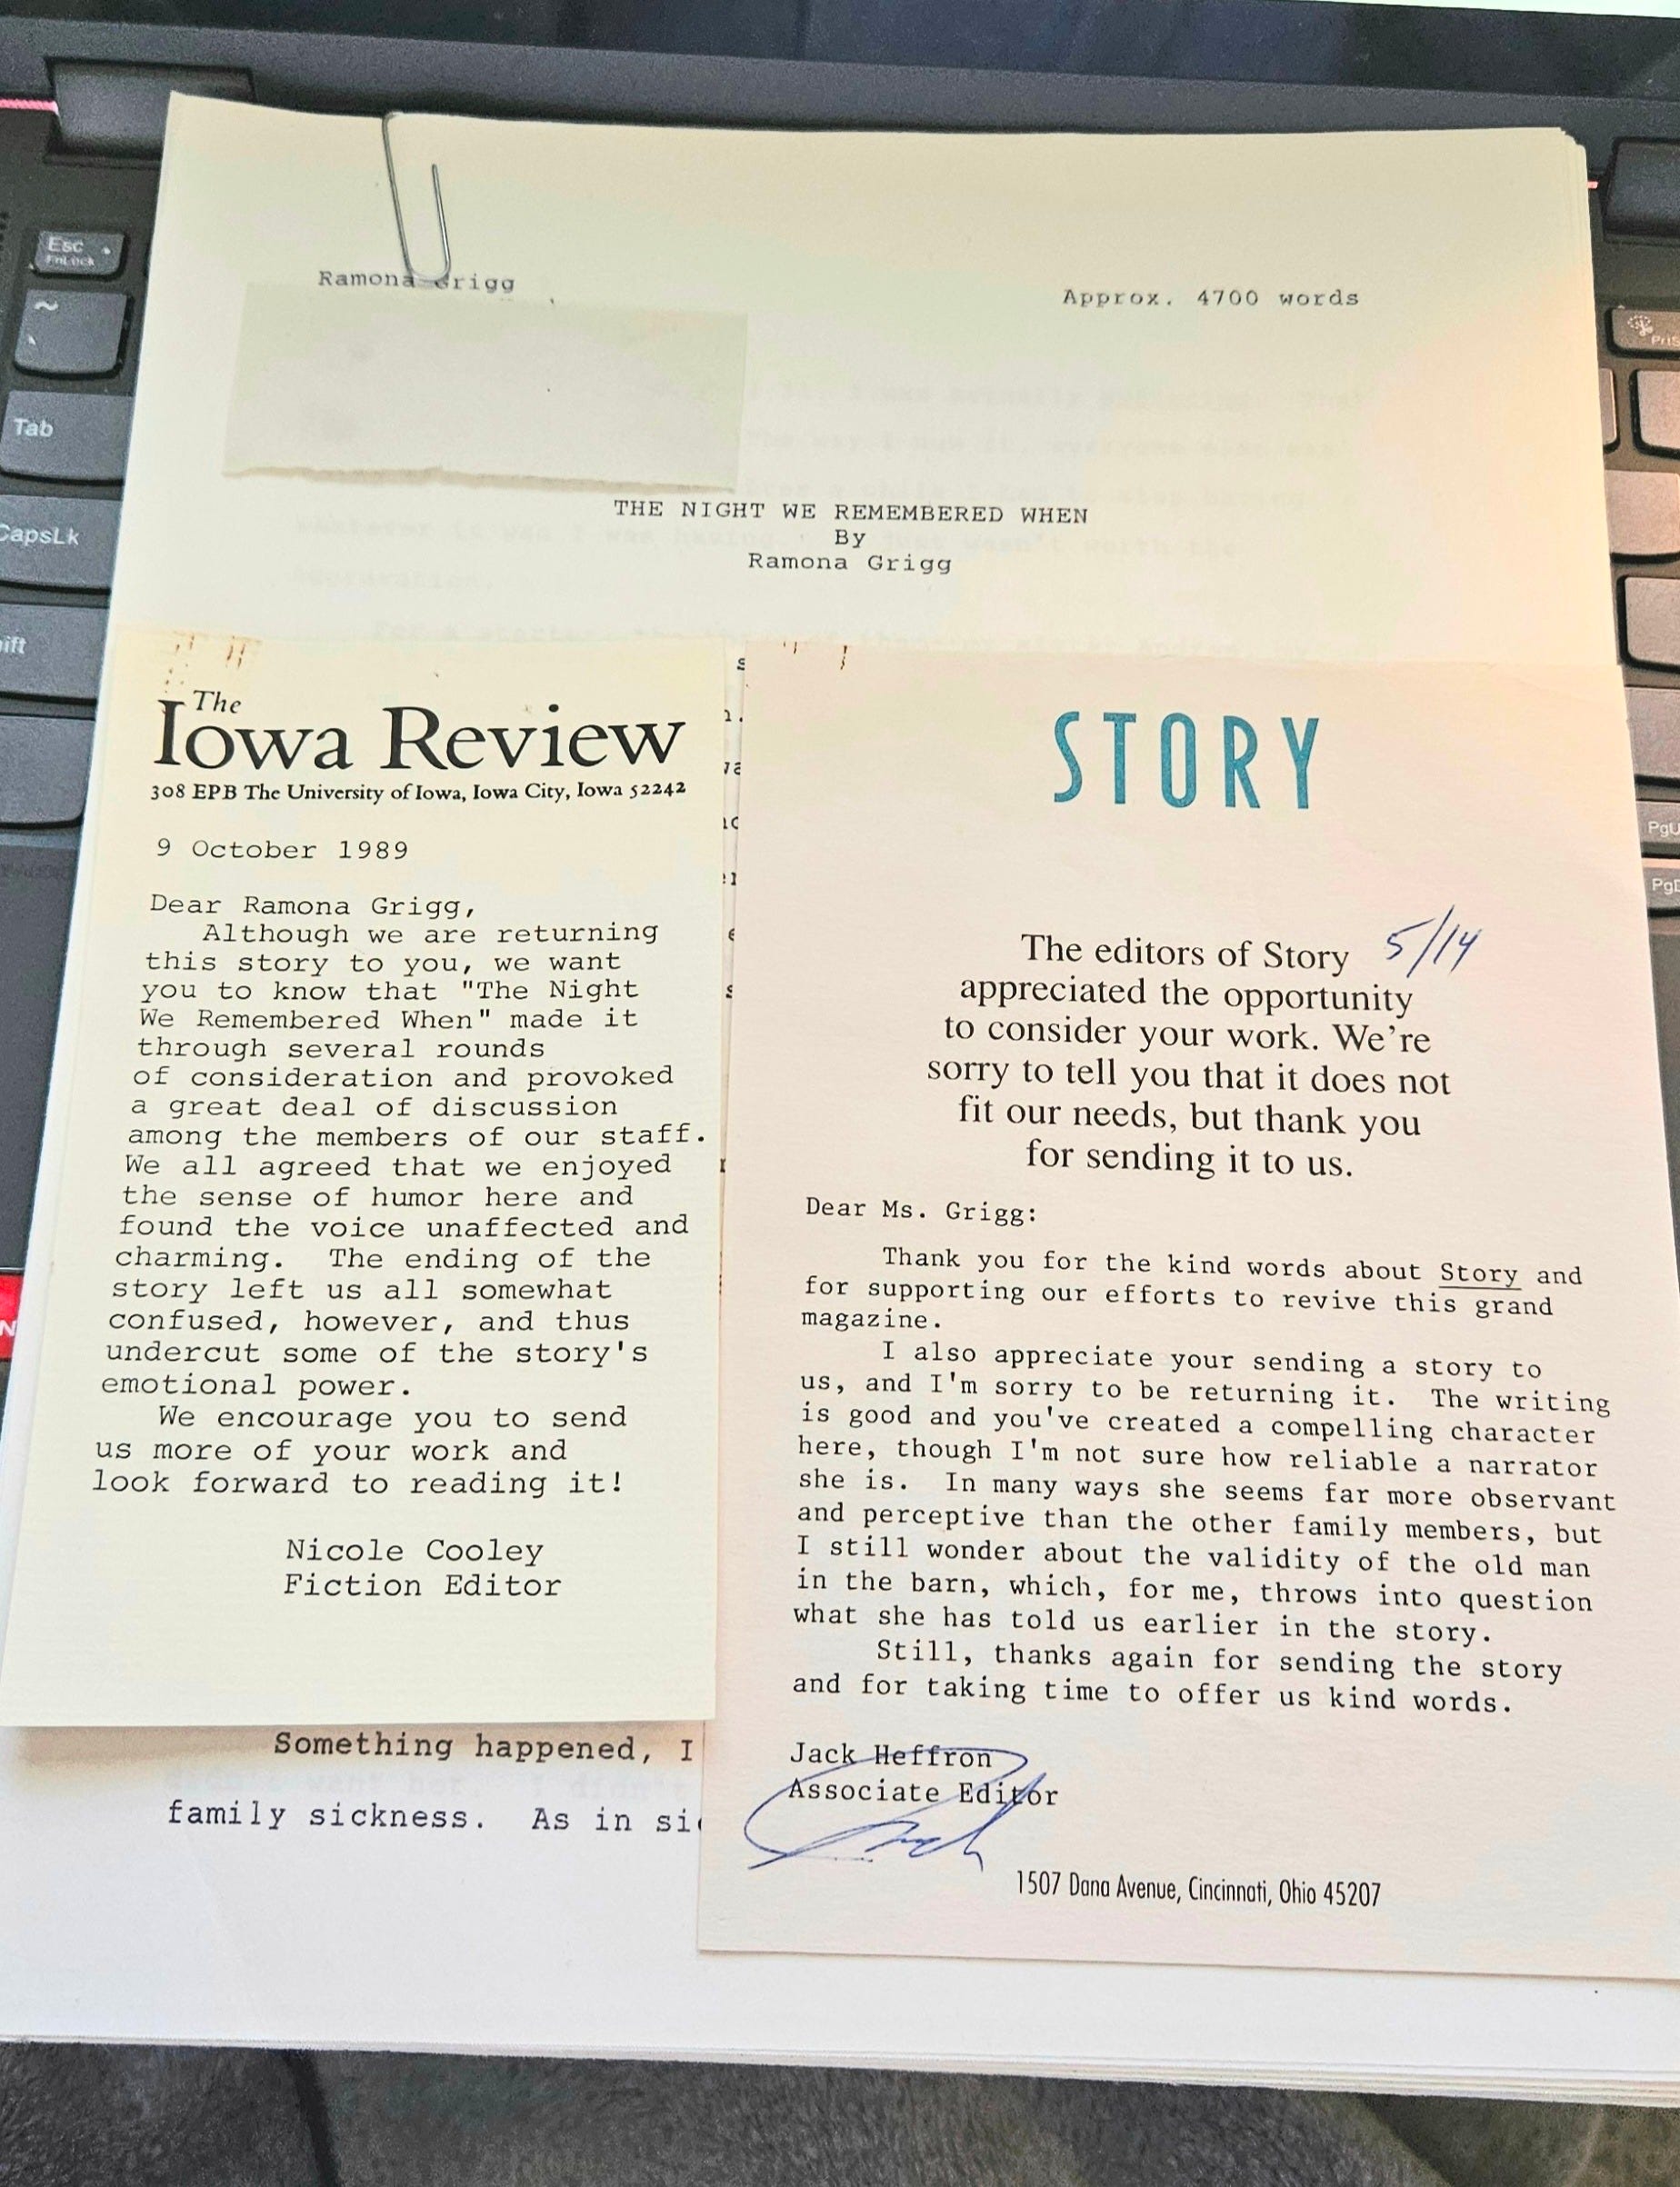 Ramona Grigg
Approx. 4700 words
THE NIGHT WE REMEMBERED WHEN
By
Ramona Grigg
The
Iowa Review
308 EPB The University of Iowa, Iowa City, Iowa 52242
9 October 1989
Dear Ramona Grigg,
Although we are returning
this story to you, we want
you to know that "The Night
We Remembered When" made it
through several rounds
of consideration and provoked
a great deal of discussion
among the members of our staff.
We all agreed that we enjoyed
the sense of humor here and
found the voice unaffected and
charming. The ending of the
story left us all somewhat
confused, however, and thus
undercut some of the story's
emotional power.
We encourage you to send
us more of your work and
look forward to reading it!
Nicole Cooley
Fiction Editor
STORY
5/14
The editors of Story
appreciated the opportunity
to consider your work. We're
sorry to tell you that it does not
fit our needs, but thank you
for sending it to us.
Dear Ms. Grigg:
Thank you for the kind words about Story and
for supporting our efforts to revive this grand
magazine.
I also appreciate your sending a story to
us, and I'm sorry to be returning it. The writing
is good and you've created a compelling character
here, though I'm not sure how reliable a narrator
she is. In many ways she seems far more observant
and perceptive than the other family members, but
I still wonder about the validity of the old man
in the barn, which, for me, throws into question
what she has told us earlier in the story.
Still, thanks again for sending the story
and for taking time to offer us kind words.
Jack Heffron
Associate Editor
1507 Dana Avenue, Cincinnati, Ohio 45207
Something happened, I
family sickness. As in
Esc
FnLock
~
Tab
CapsLk